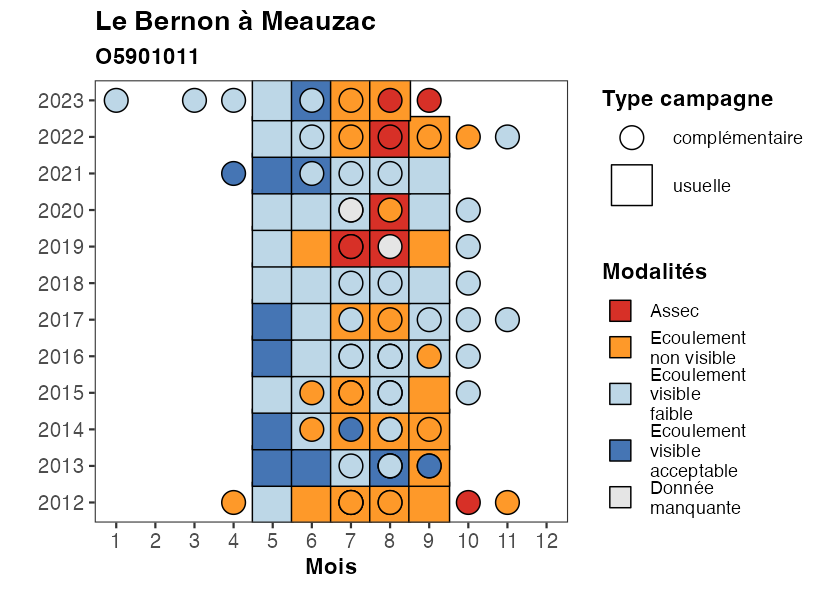 Le Bernon à Meauzac
O5901011
2023
2022
2021
2020
2019
2018
2017
2016
2015
2014
2013
2012
1 2 3 4 5 6 7 8 9 10 11 12
Mois
Type campagne
complémentaire
usuelle
Modalités
Assec
Ecoulement
non visible
Ecoulement
visible
faible
Ecoulement
visible
acceptable
Donnée
manquante